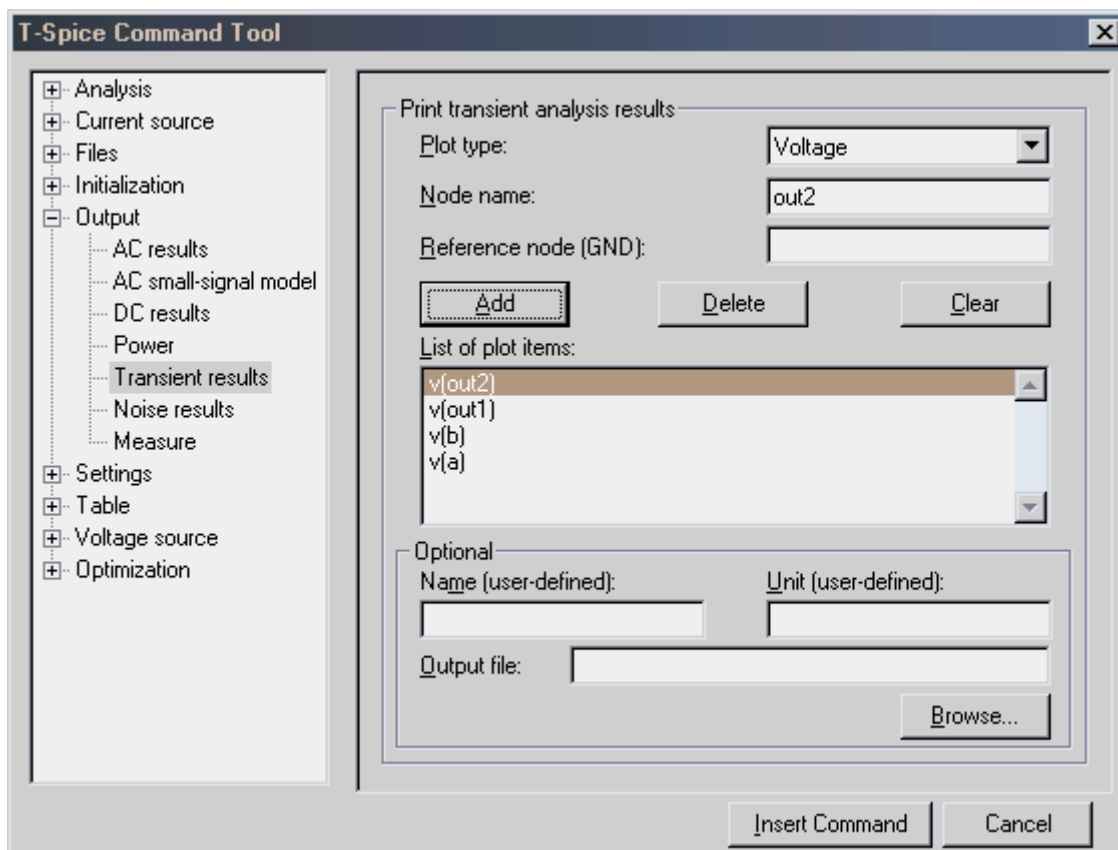 T-Spice Command Tool
Analysis
Current source
Files
Initialization
Output
AC results
AC small-signal model
DC results
Power
Transient results
Noise results
Measure
Settings
Table
Voltage source
Optimization
Print transient analysis results
Plot type:
Voltage
Node name:
out2
Reference node (GND):
Add
Delete
Clear
List of plot items:
v(out2)
v(out1)
v(b)
v(a)
Optional
Name (user-defined):
Unit (user-defined):
Output file:
Browse...
Insert Command
Cancel